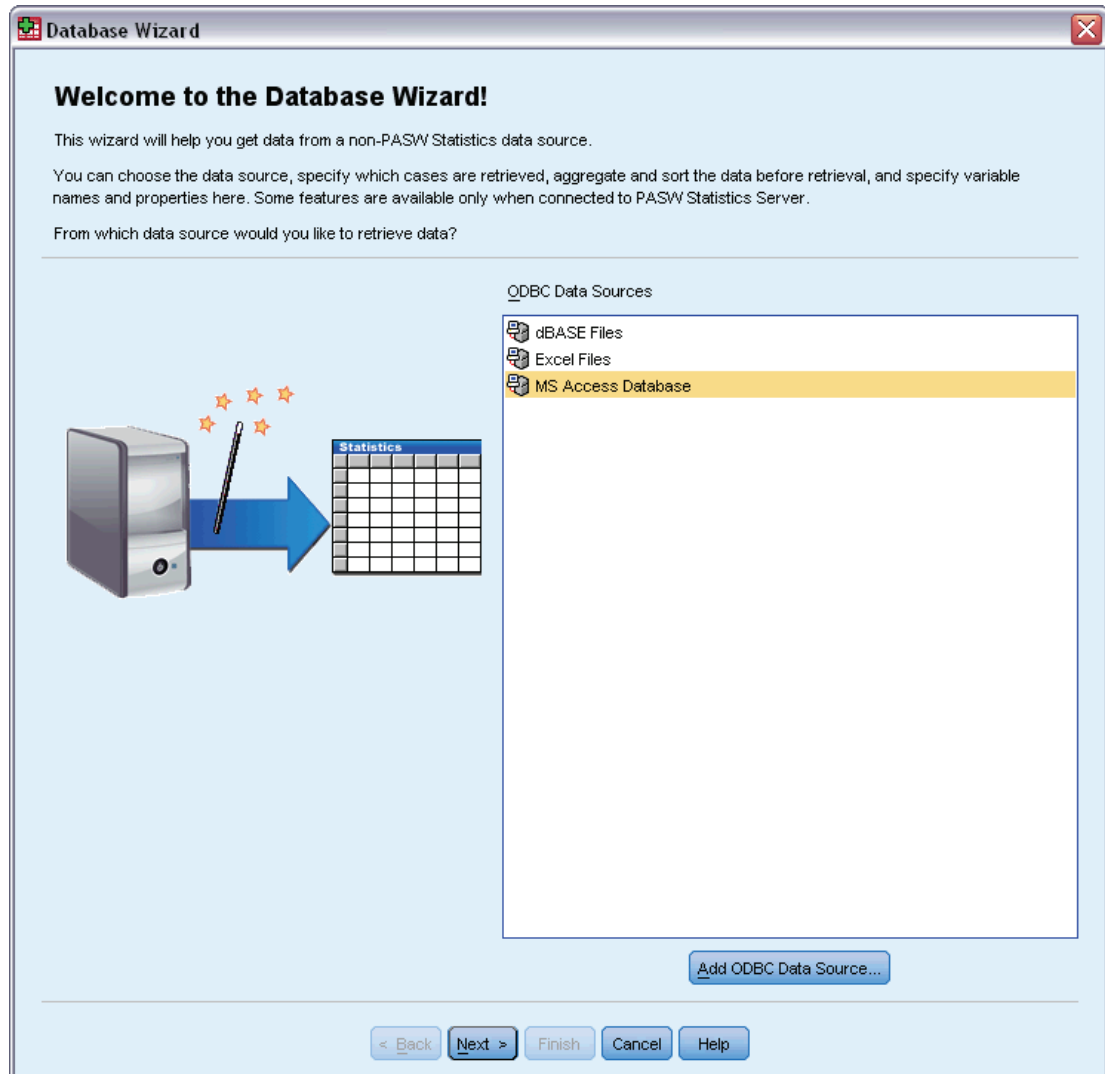 Database Wizard
Welcome to the Database Wizard!
This wizard will help you get data from a non-PASW Statistics data source.
You can choose the data source, specify which cases are retrieved, aggregate and sort the data before retrieval, and specify variable
names and properties here. Some features are available only when connected to PASW Statistics Server.
From which data source would you like to retrieve data?
ODBC Data Sources
dBASE Files
Excel Files
MS Access Database
Statistics
Add ODBC Data Source...
< Back
Next >
Finish
Cancel
Help